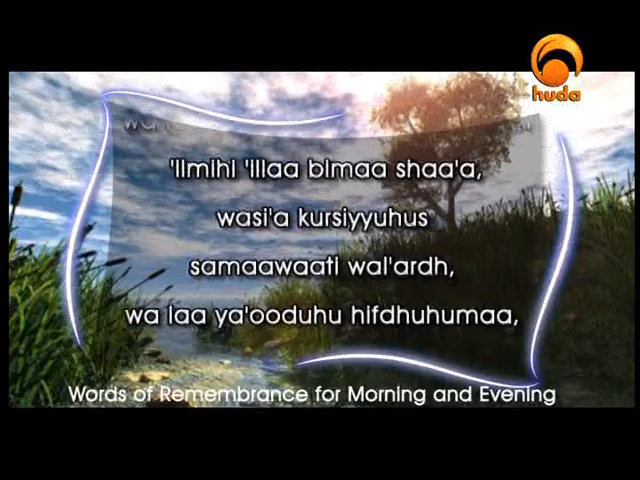 huda
'ilmihi 'illaa bimaa shaa'a,
wasi'a kursiyyuhus
samaawaati wal'ardh,
wa laa ya'ooduhu hifdhuhumaa,
Words of Remembrance for Morning and Evening